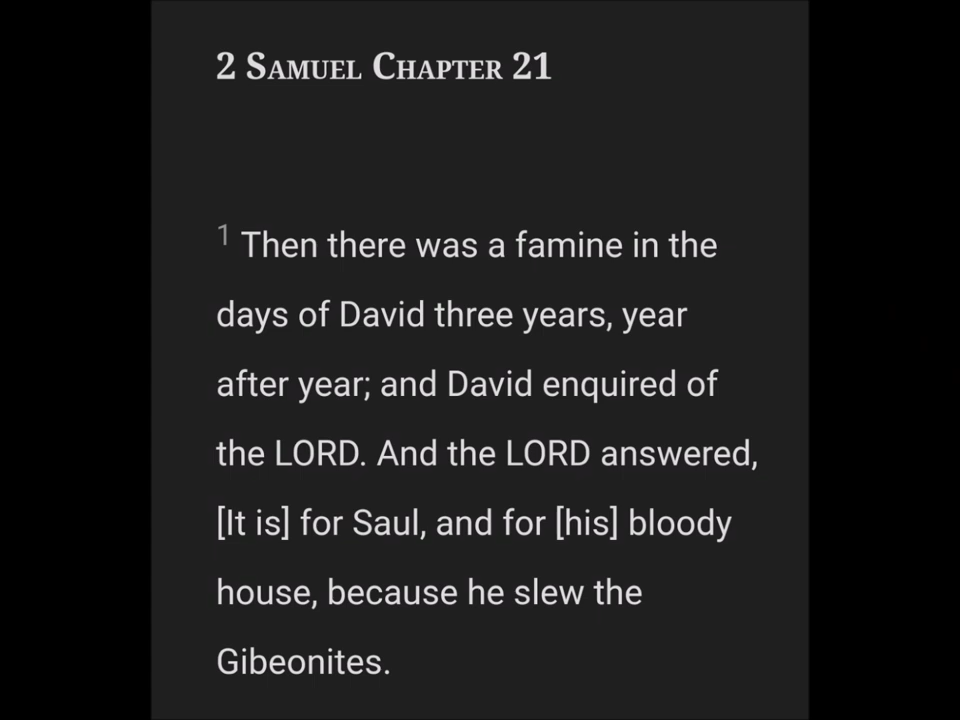 2 Samuel Chapter 21
1 Then there was a famine in the
days of David three years, year
after year; and David enquired of
the LORD. And the LORD answered,
[It is] for Saul, and for [his] bloody
house, because he slew the
Gibeonites.